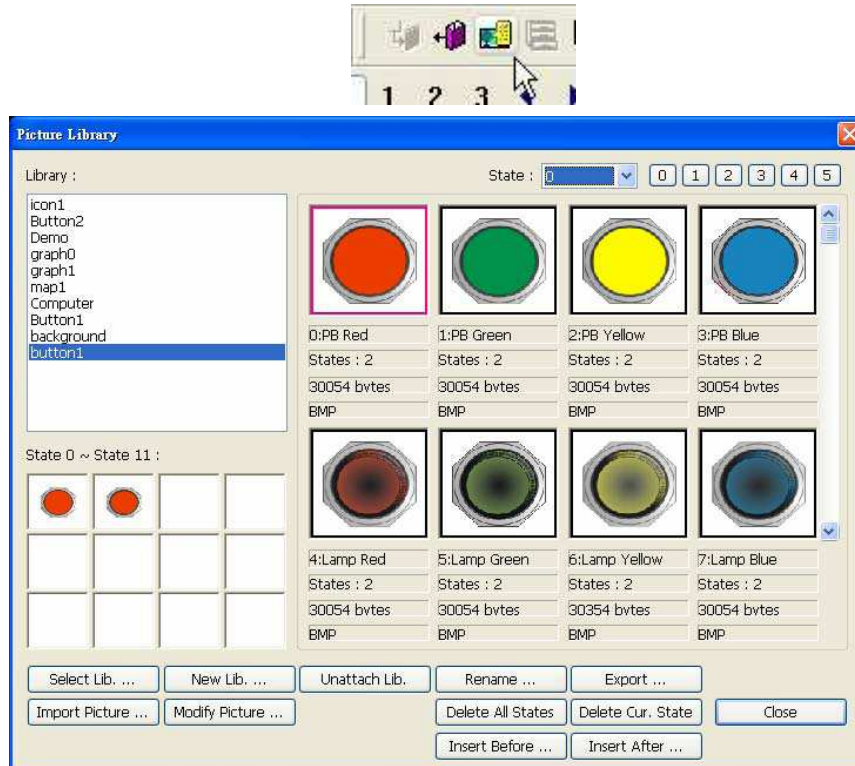 1 2 3
Picture Library
Library :
State : 0 0 1 2 3 4 5
icon1
Button2
Demo
graph0
graph1
map1
Computer
Button1
background
button1
0:PB Red 1:PB Green 2:PB Yellow 3:PB Blue
States : 2 States : 2 States : 2 States : 2
30054 bytes 30054 bytes 30054 bytes 30054 bytes
BMP BMP BMP BMP
State 0 ~ State 11 :
4:Lamp Red 5:Lamp Green 6:Lamp Yellow 7:Lamp Blue
States : 2 States : 2 States : 2 States : 2
30054 bytes 30054 bytes 30354 bytes 30054 bytes
BMP BMP BMP BMP
Select Lib. ... New Lib. ... Unattach Lib. Rename ... Export ...
Import Picture ... Modify Picture ... Delete All States Delete Cur. State Close
Insert Before ... Insert After ...